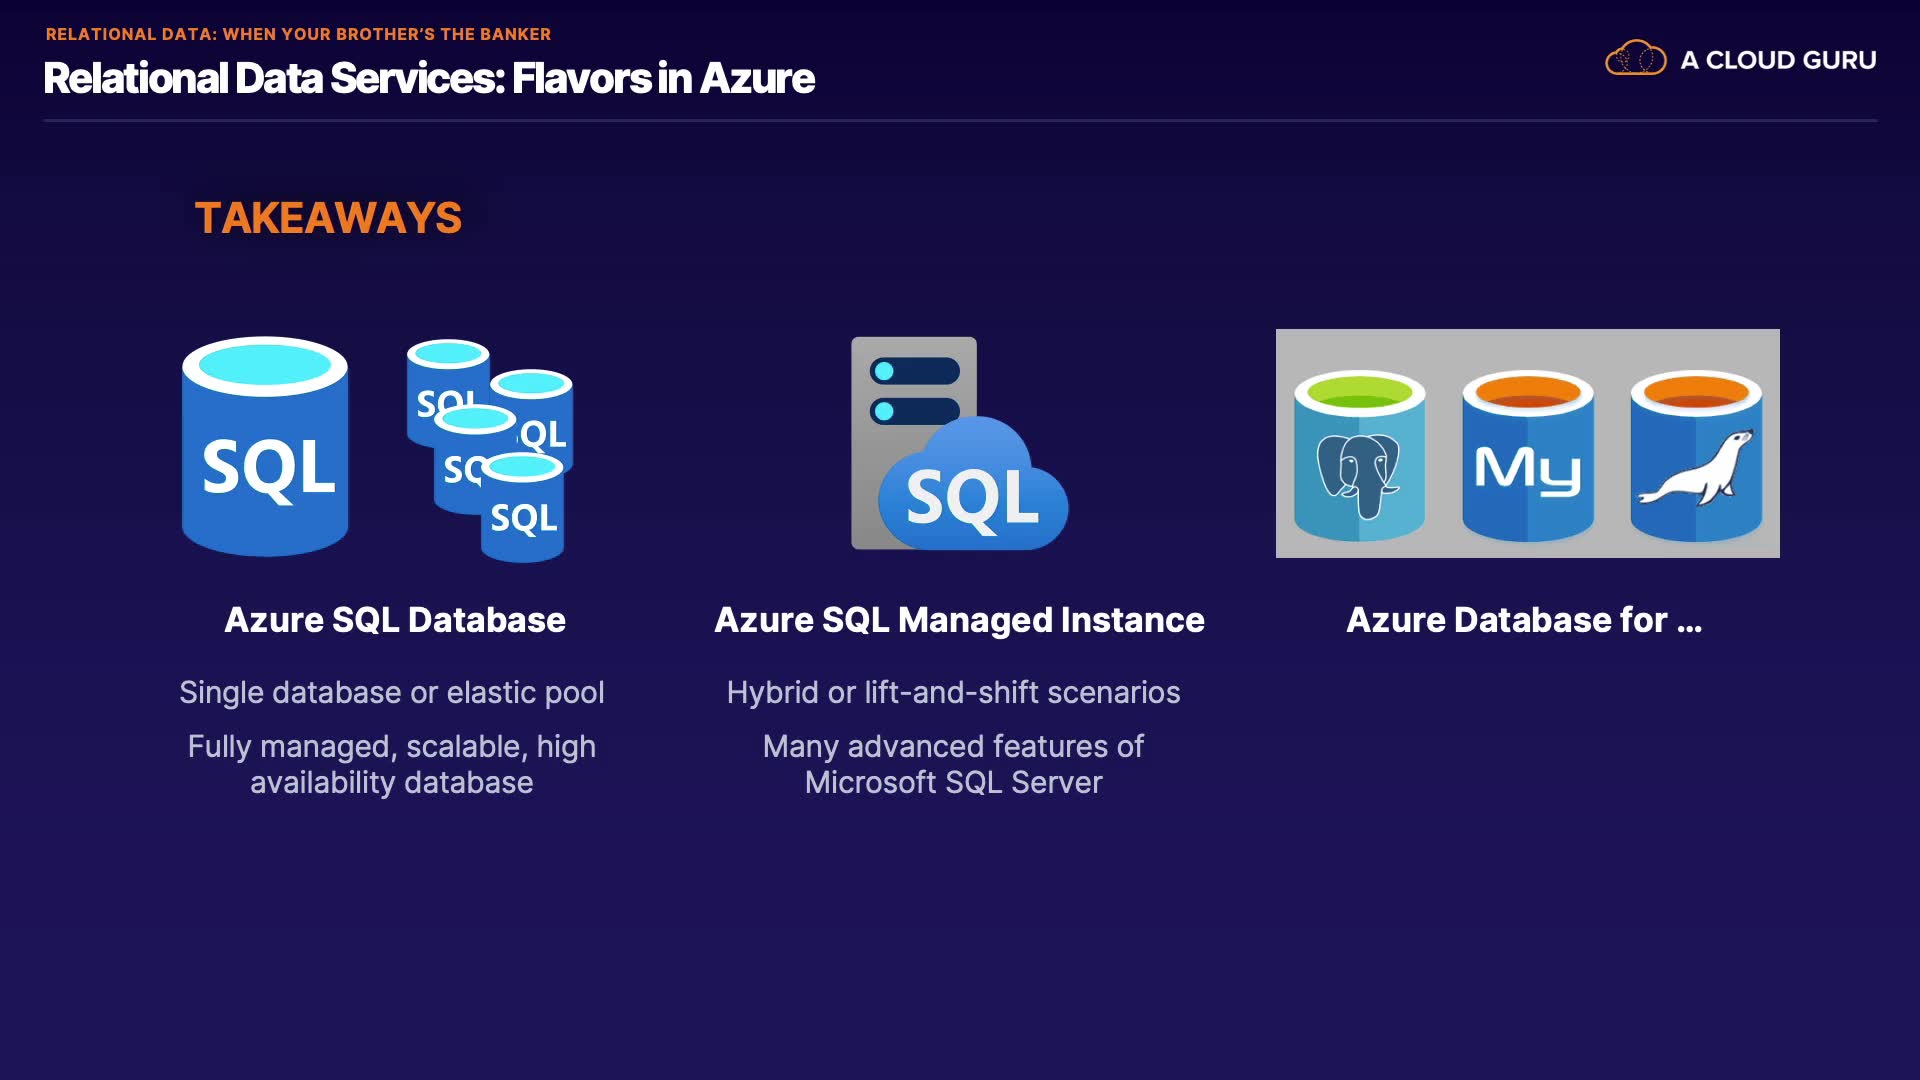 RELATIONAL DATA: WHEN YOUR BROTHER’S THE BANKER
Relational Data Services: Flavors in Azure
A CLOUD GURU
TAKEAWAYS
SQL
SQL
SQL
SQL
SQL
SQL
My
Azure SQL Database
Azure SQL Managed Instance
Azure Database for ...
Single database or elastic pool
Hybrid or lift-and-shift scenarios
Fully managed, scalable, high
availability database
Many advanced features of
Microsoft SQL Server